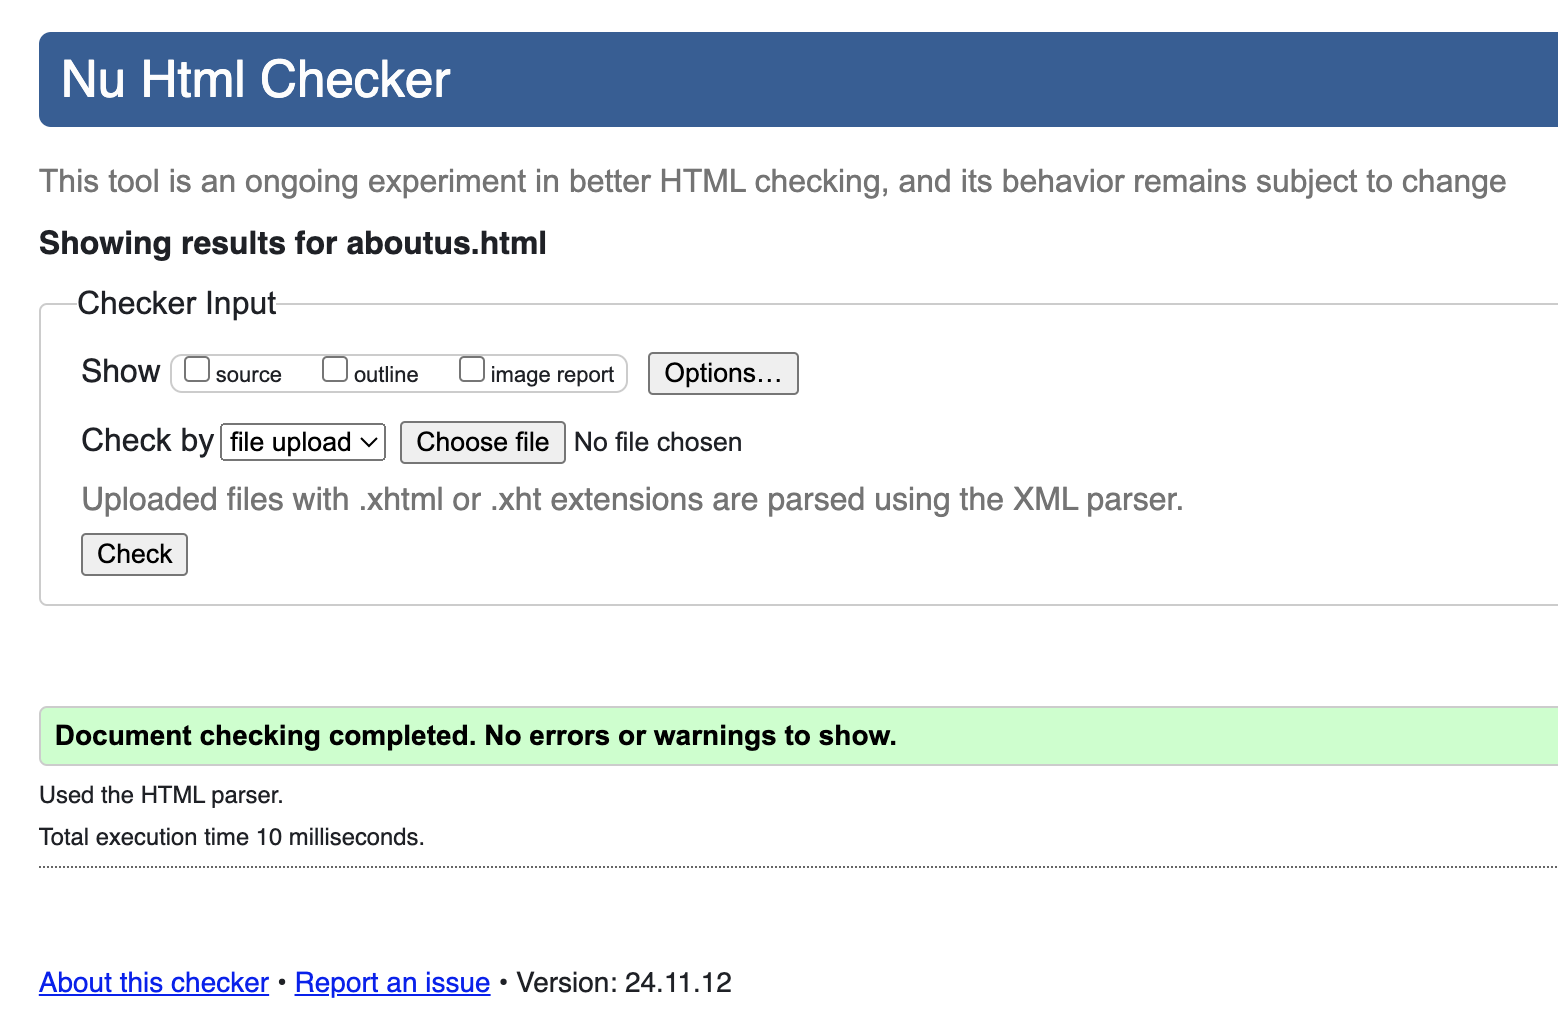 Nu Html Checker
This tool is an ongoing experiment in better HTML checking, and its behavior remains subject to change
Showing results for aboutus.html
Checker Input
Show source outline image report Options…
Check by file upload Choose file No file chosen
Uploaded files with .xhtml or .xht extensions are parsed using the XML parser.
Check
Document checking completed. No errors or warnings to show.
Used the HTML parser.
Total execution time 10 milliseconds.
About this checker • Report an issue • Version: 24.11.12